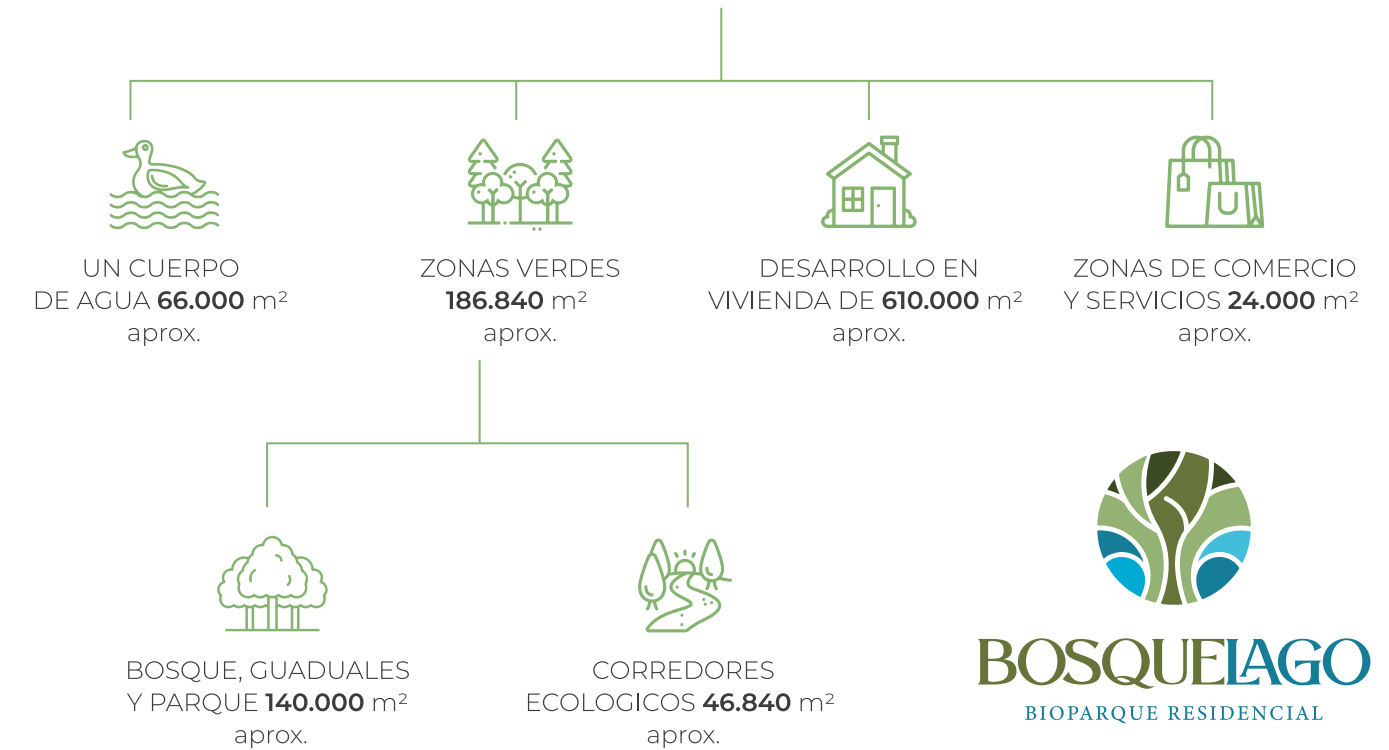 UN CUERPO
DE AGUA 66.000 m²
aprox.
ZONAS VERDES
186.840 m²
aprox.
DESARROLLO EN
VIVIENDA DE 610.000 m²
aprox.
ZONAS DE COMERCIO
Y SERVICIOS 24.000 m²
aprox.
BOSQUE, GUADUALES
Y PARQUE 140.000 m²
aprox.
CORREDORES
ECOLOGICOS 46.840 m²
aprox.
BOSQUELAGO
BIOPARQUE RESIDENCIAL